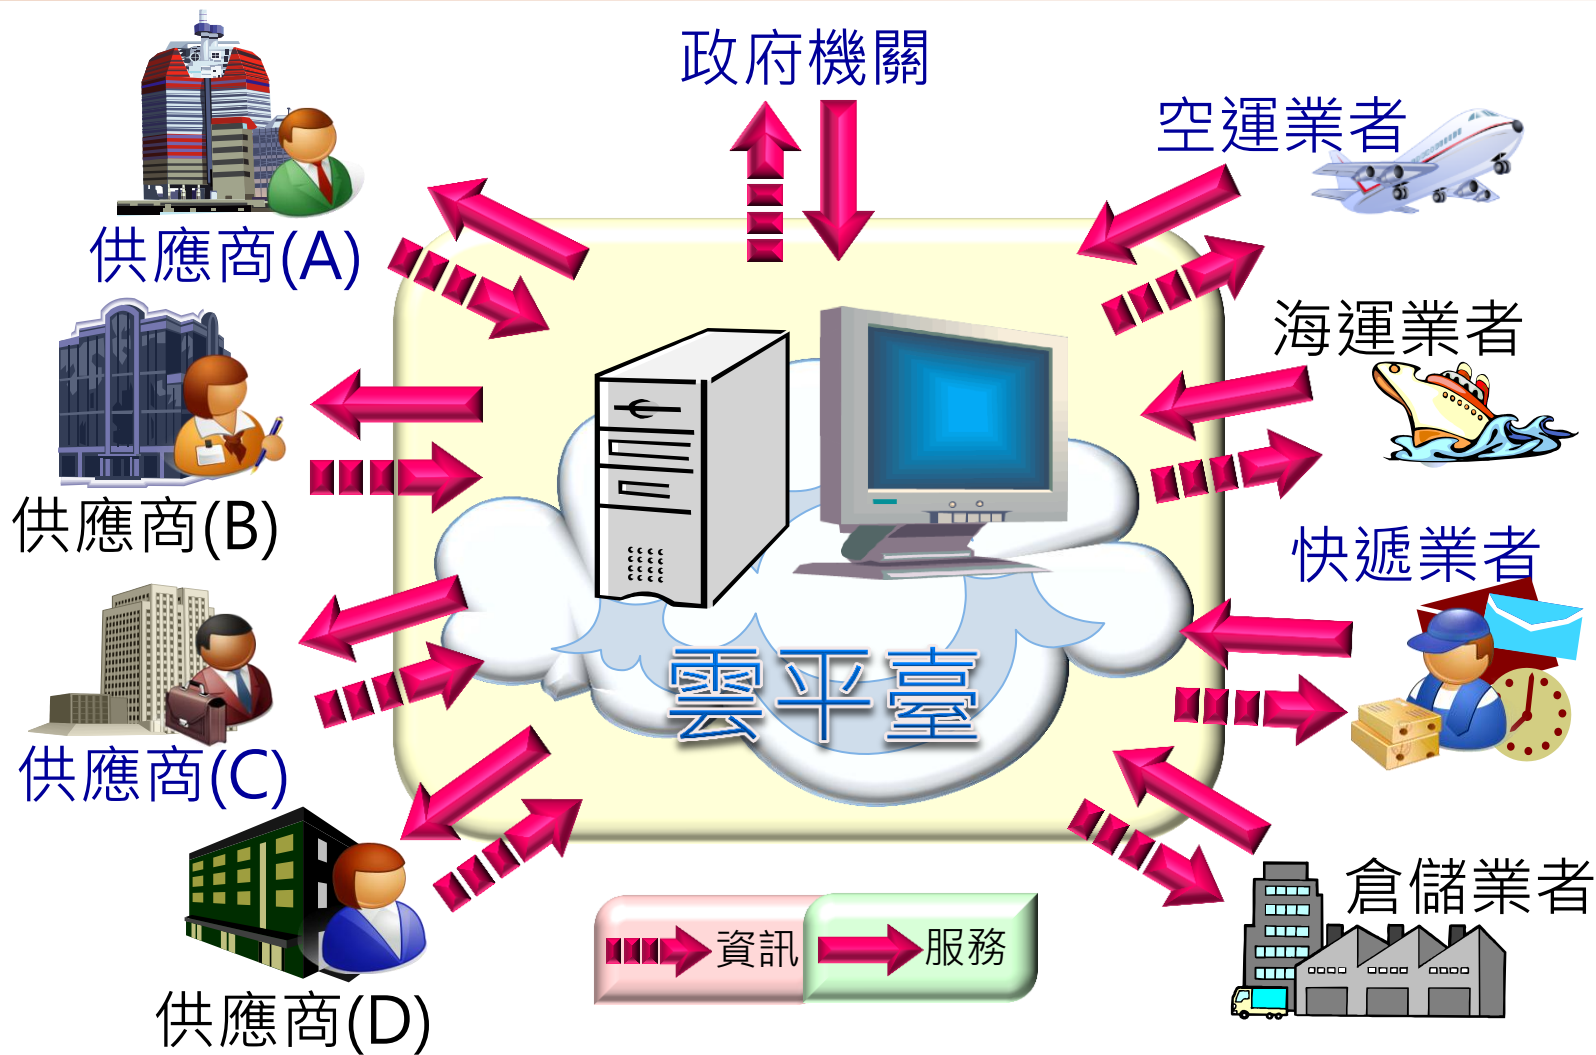 政府機關
空運業者
供應商(A)
海運業者
供應商(B)
快遞業者
雲平臺
供應商(C)
倉儲業者
資訊
服務
供應商(D)